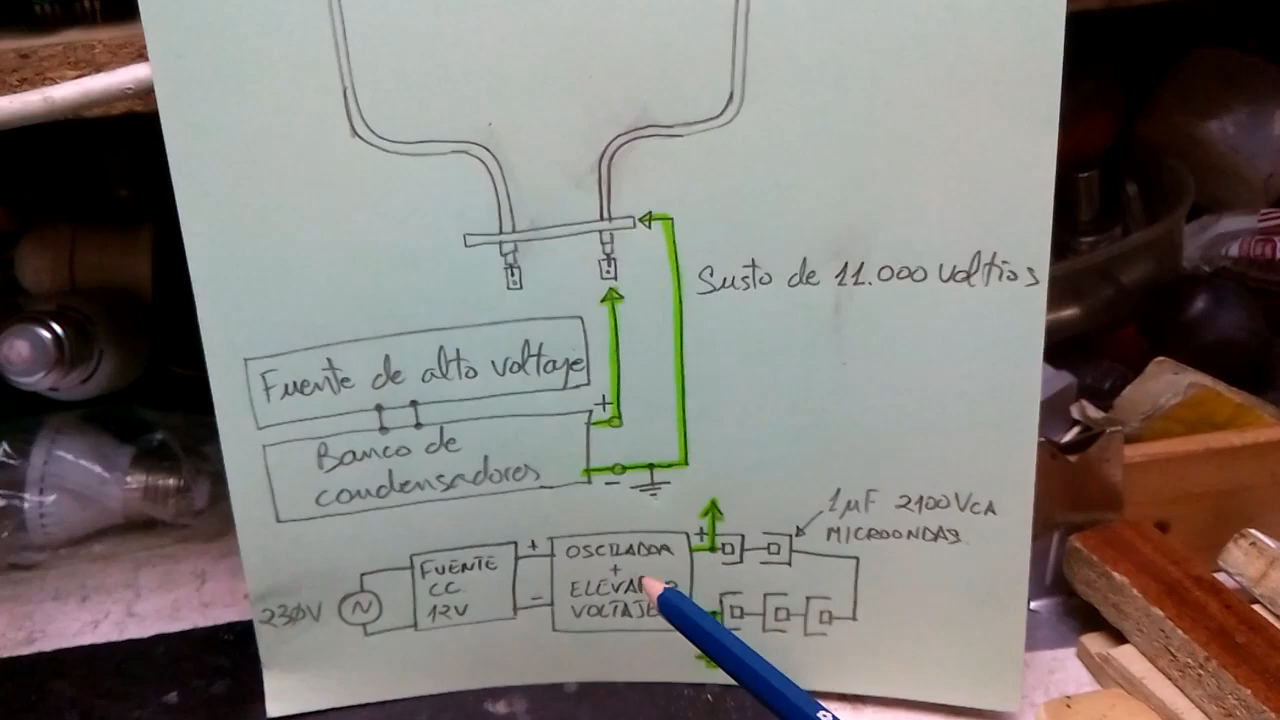 Susto de 11.000 voltios
Fuente de alto voltaje
+
Banco de
condensadores
-
1µF 2100VCA
MICROONDAS
230V
FUENTE
CC
12V
+
-
OSCILADOR
+
VOLTAJE
+